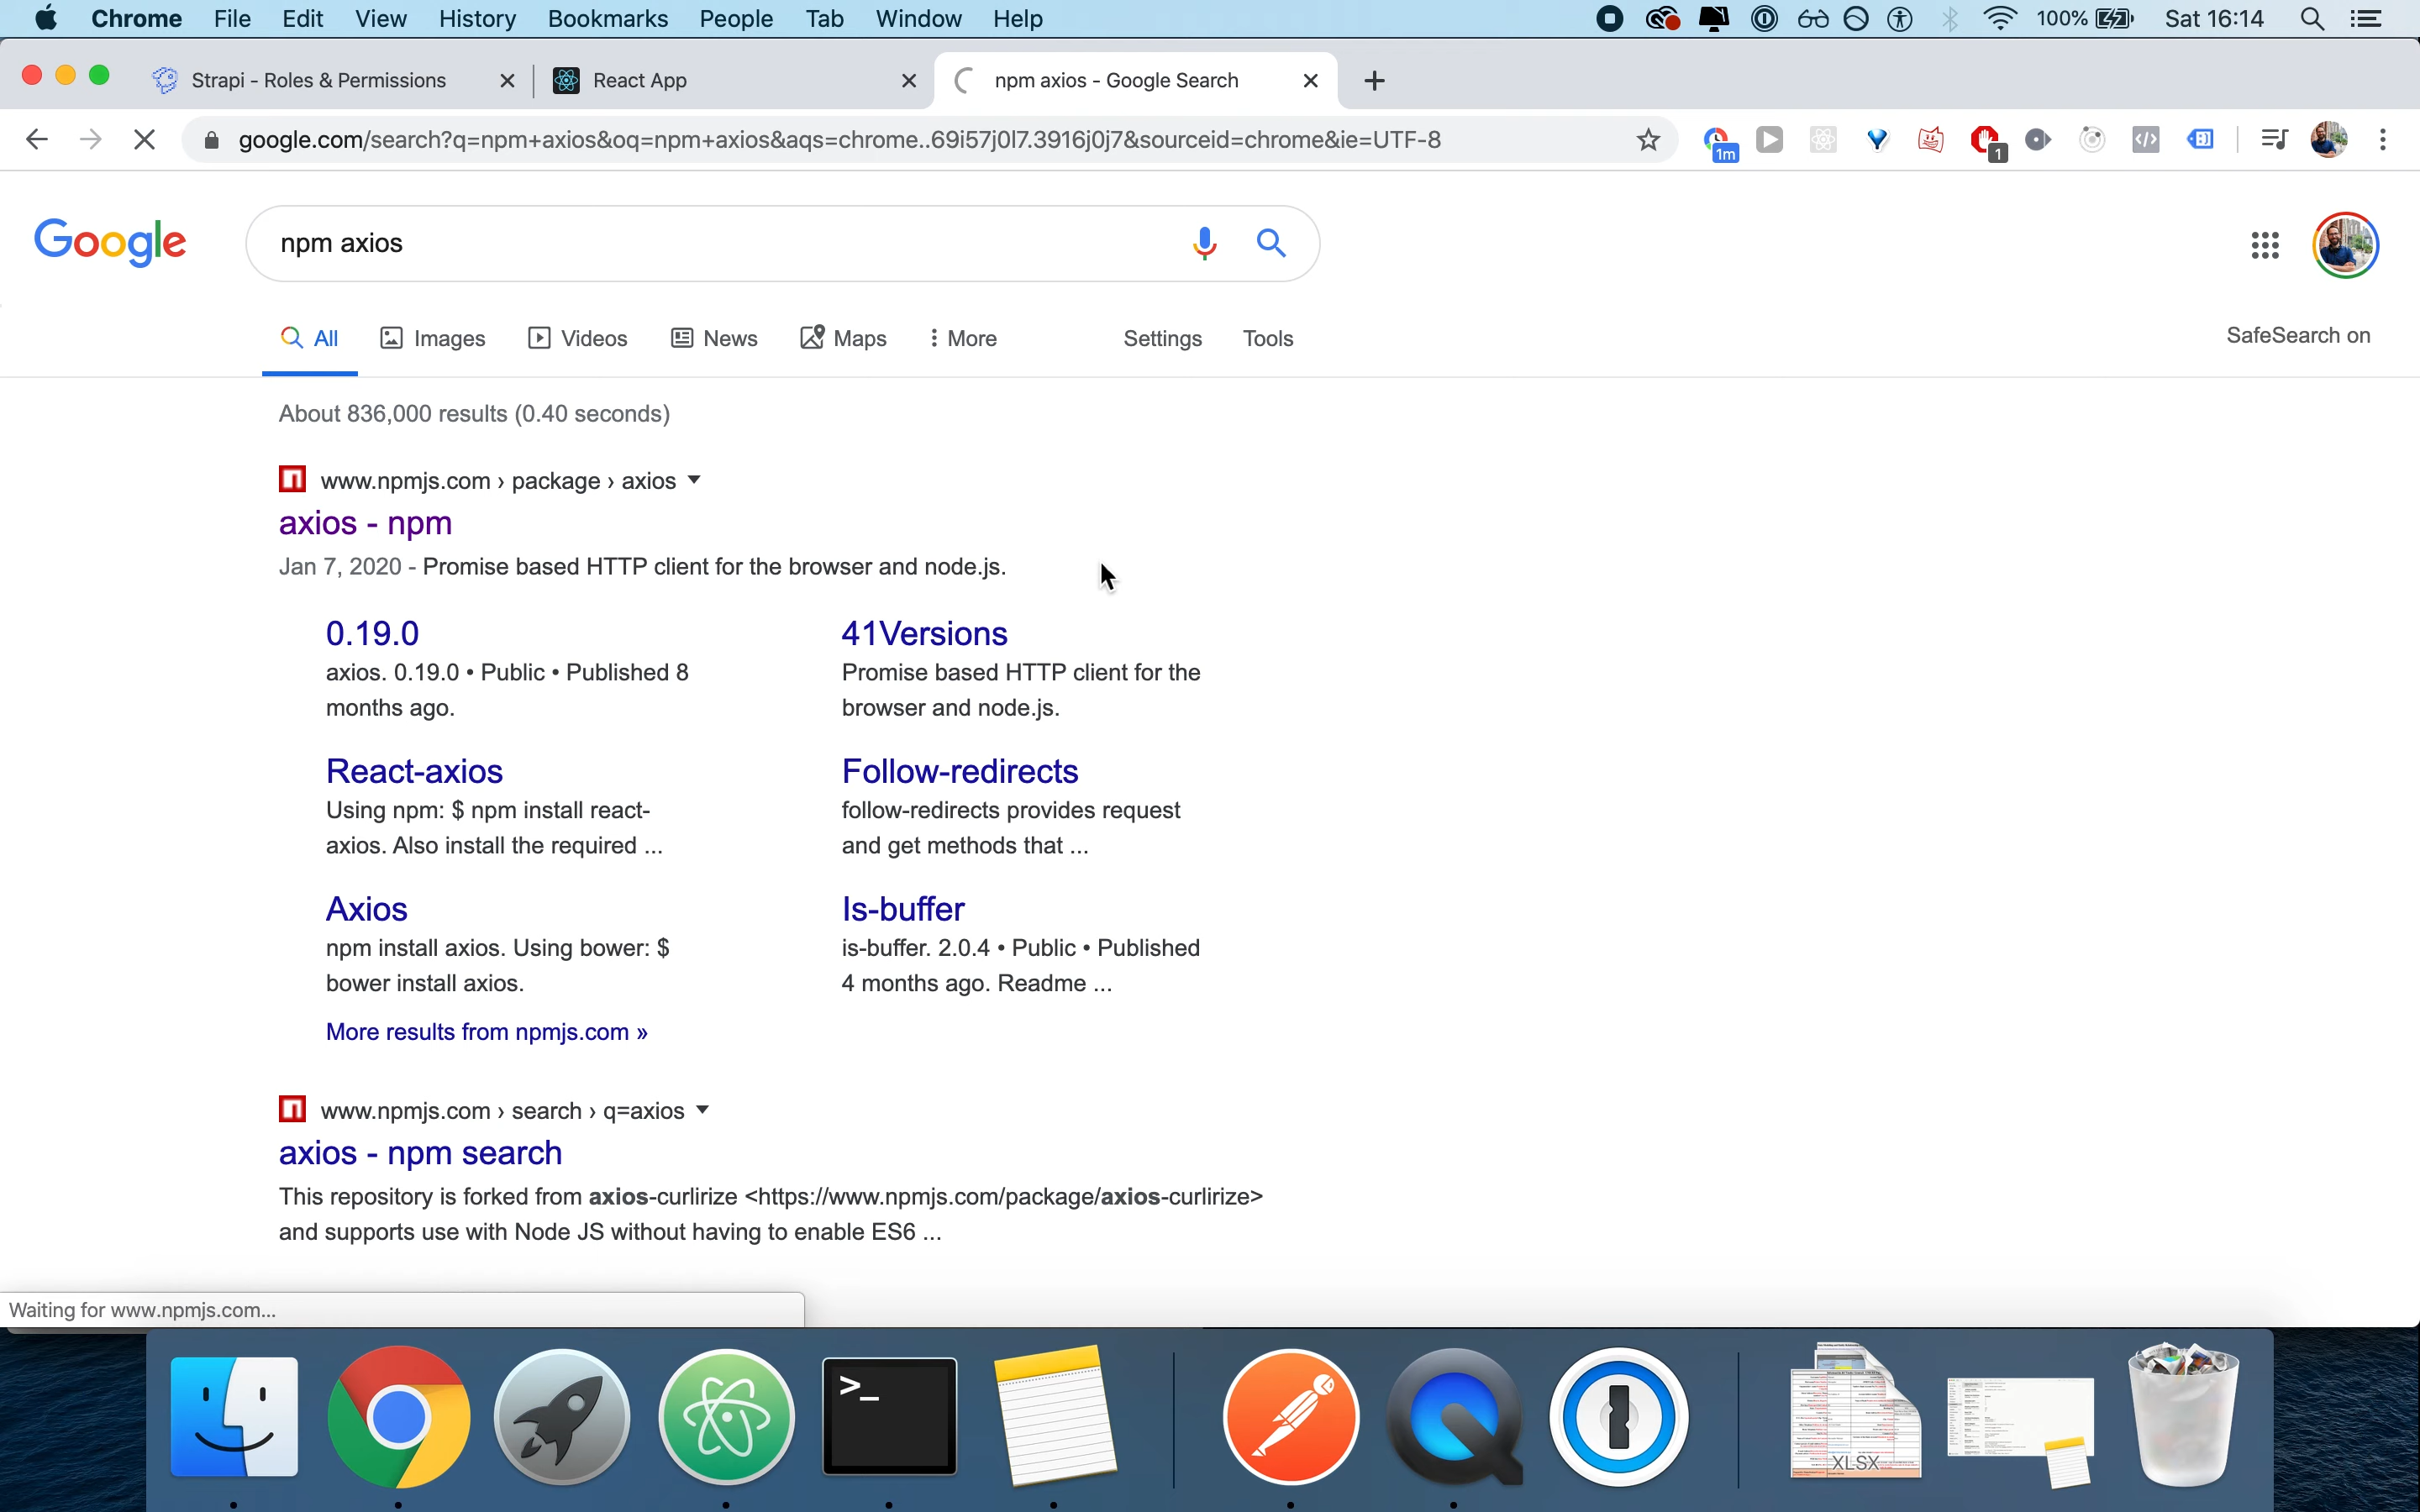 Chrome File Edit View History Bookmarks People Tab Window Help 100% Sat 16:14
Strapi - Roles & Permissions React App npm axios - Google Search
google.com/search?q=npm+axios&oq=npm+axios&aqs=chrome..69i57j0l7.3916j0j7&sourceid=chrome&ie=UTF-8 1m 1
Google npm axios
All Images Videos News Maps More Settings Tools SafeSearch on
About 836,000 results (0.40 seconds)
www.npmjs.com › package › axios
axios - npm
Jan 7, 2020 - Promise based HTTP client for the browser and node.js.
0.19.0
axios. 0.19.0 • Public • Published 8
months ago.
41Versions
Promise based HTTP client for the
browser and node.js.
React-axios
Using npm: $ npm install react-
axios. Also install the required ...
Follow-redirects
follow-redirects provides request
and get methods that ...
Axios
npm install axios. Using bower: $
bower install axios.
Is-buffer
is-buffer. 2.0.4 • Public • Published
4 months ago. Readme ...
More results from npmjs.com »
www.npmjs.com › search › q=axios
axios - npm search
This repository is forked from axios-curlirize <https://www.npmjs.com/package/axios-curlirize>
and supports use with Node JS without having to enable ES6 ...
Waiting for www.npmjs.com...
>_
XLSX